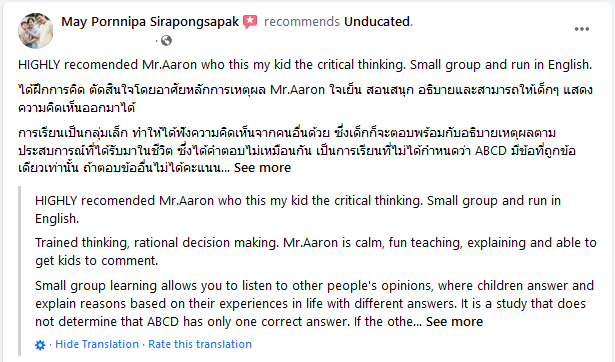 May Pornnipa Sirapongsapak recommends Unducated.
HIGHLY recomended Mr.Aaron who this my kid the critical thinking. Small group and run in English.
ได้ฝึกการคิด ตัดสินใจโดยอาศัยหลักการเหตุผล Mr.Aaron ใจเย็น สอนสนุก อธิบายและสามารถให้เด็กๆ แสดง
ความคิดเห็นออกมาได้
การเรียนเป็นกลุ่มเล็ก ทำให้ได้ฟังความคิดเห็นจากคนอื่นด้วย ซึ่งเด็กก็จะตอบพร้อมกับอธิบายเหตุผลตาม
ประสบการณ์ที่ได้รับมาในชีวิต ซึ่งได้คำตอบไม่เหมือนกัน เป็นการเรียนที่ไม่ได้กำหนดว่า ABCD มีข้อที่ถูกข้อ
เดียวเท่านั้น ถ้าตอบข้ออื่นไม่ได้คะแนน... See more
HIGHLY recomended Mr.Aaron who this my kid the critical thinking. Small group and run in
English.
Trained thinking, rational decision making. Mr.Aaron is calm, fun teaching, explaining and able to
get kids to comment.
Small group learning allows you to listen to other people's opinions, where children answer and
explain reasons based on their experiences in life with different answers. It is a study that does
not determine that ABCD has only one correct answer. If the othe... See more
· Hide Translation · Rate this translation